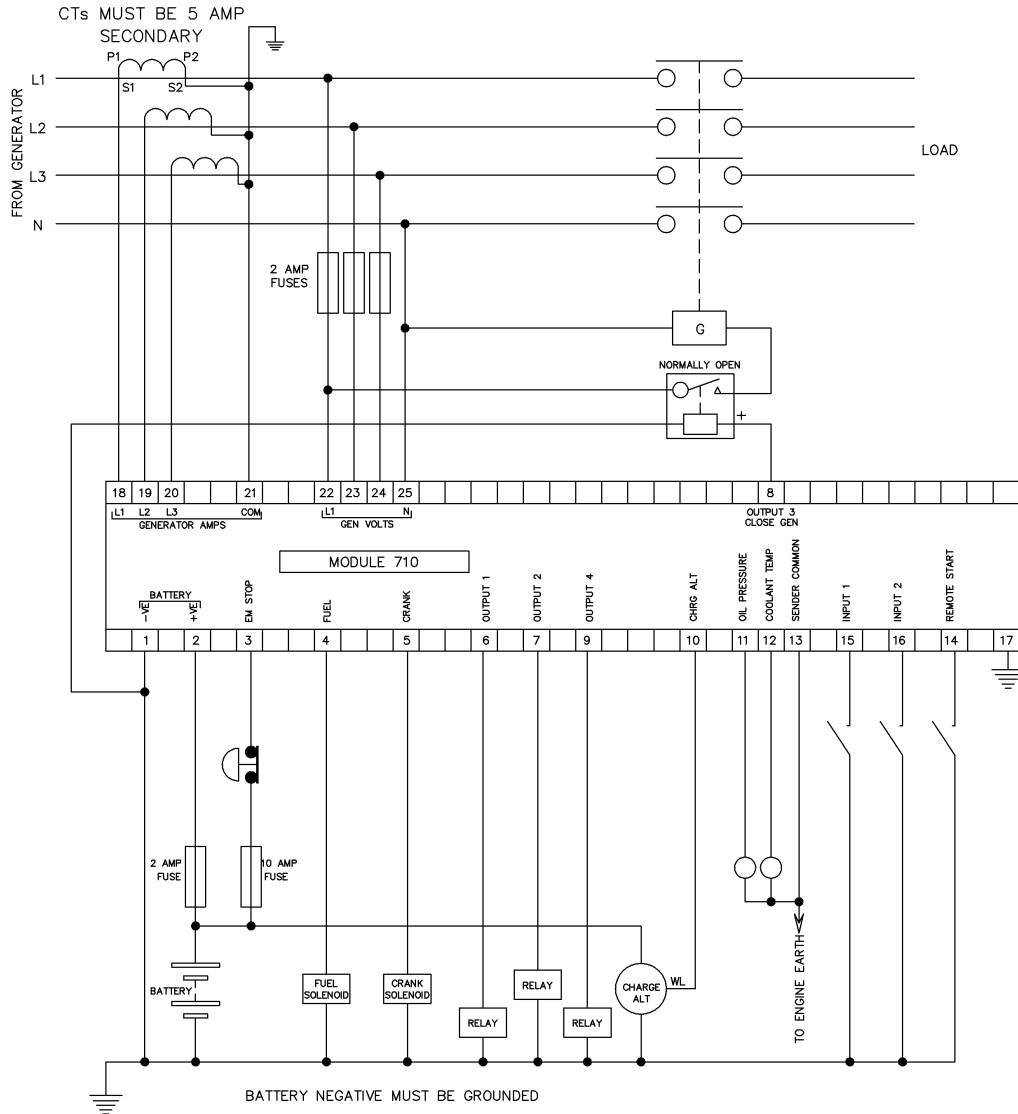 CTs MUST BE 5 AMP
SECONDARY
P1 P2
L1
S1 S2
L2
L3
N
FROM GENERATOR
LOAD
2 AMP
FUSES
G
NORMALLY OPEN
+
18 19 20 21 22 23 24 25 8
L1 L2 L3 COM L1 N
GENERATOR AMPS
GEN VOLTS
OUTPUT 3
CLOSE GEN
MODULE 710
BATTERY
-VE
+VE
EM STOP
FUEL
CRANK
OUTPUT 1
OUTPUT 2
OUTPUT 4
CHRG ALT
OIL PRESSURE
COOLANT TEMP
SENDER COMMON
INPUT 1
INPUT 2
REMOTE START
1 2 3 4 5 6 7 9 10 11 12 13 15 16 14 17
2 AMP
FUSE
10 AMP
FUSE
BATTERY
FUEL
SOLENOID
CRANK
SOLENOID
RELAY
RELAY
RELAY
CHARGE
ALT
WL
TO ENGINE EARTH
BATTERY NEGATIVE MUST BE GROUNDED